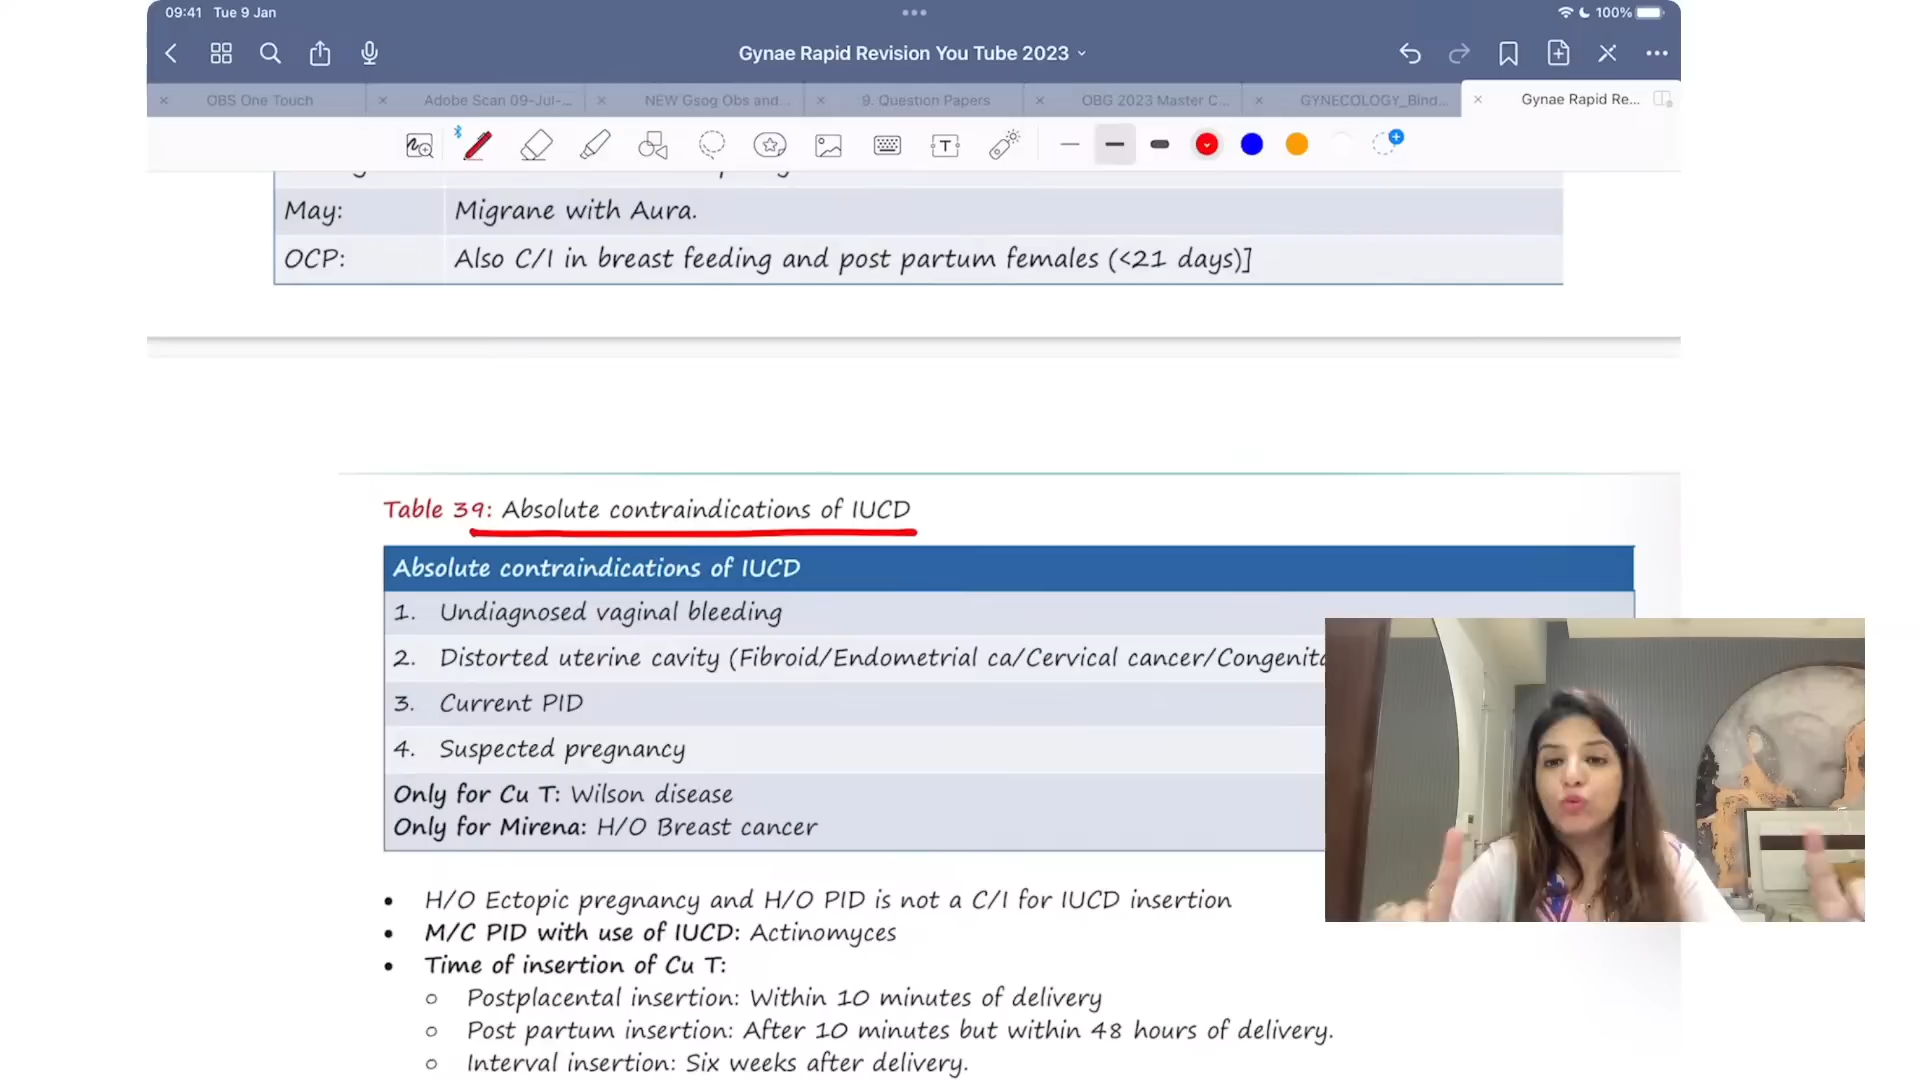 09:41 Tue 9 Jan
100%
Gynae Rapid Revision You Tube 2023
OBS One Touch
Adobe Scan 09-Jul-...
NEW Gsog Obs and...
9. Question Papers
OBG 2023 Master C...
GYNECOLOGY_Bind...
Gynae Rapid Re...
T
May: Migrane with Aura.
OCP: Also C/I in breast feeding and post partum females (<21 days)]
Table 39: Absolute contraindications of IUCD
Absolute contraindications of IUCD
1. Undiagnosed vaginal bleeding
2. Distorted uterine cavity (Fibroid/Endometrial ca/Cervical cancer/
3. Current PID
4. Suspected pregnancy
Only for Cu T: Wilson disease
Only for Mirena: H/O Breast cancer
• H/O Ectopic pregnancy and H/O PID is not a C/I for IUCD insertion
• M/C PID with use of IUCD: Actinomyces
• Time of insertion of Cu T:
○ Postplacental insertion: Within 10 minutes of delivery
○ Post partum insertion: After 10 minutes but within 48 hours of delivery.
○ Interval insertion: Six weeks after delivery.